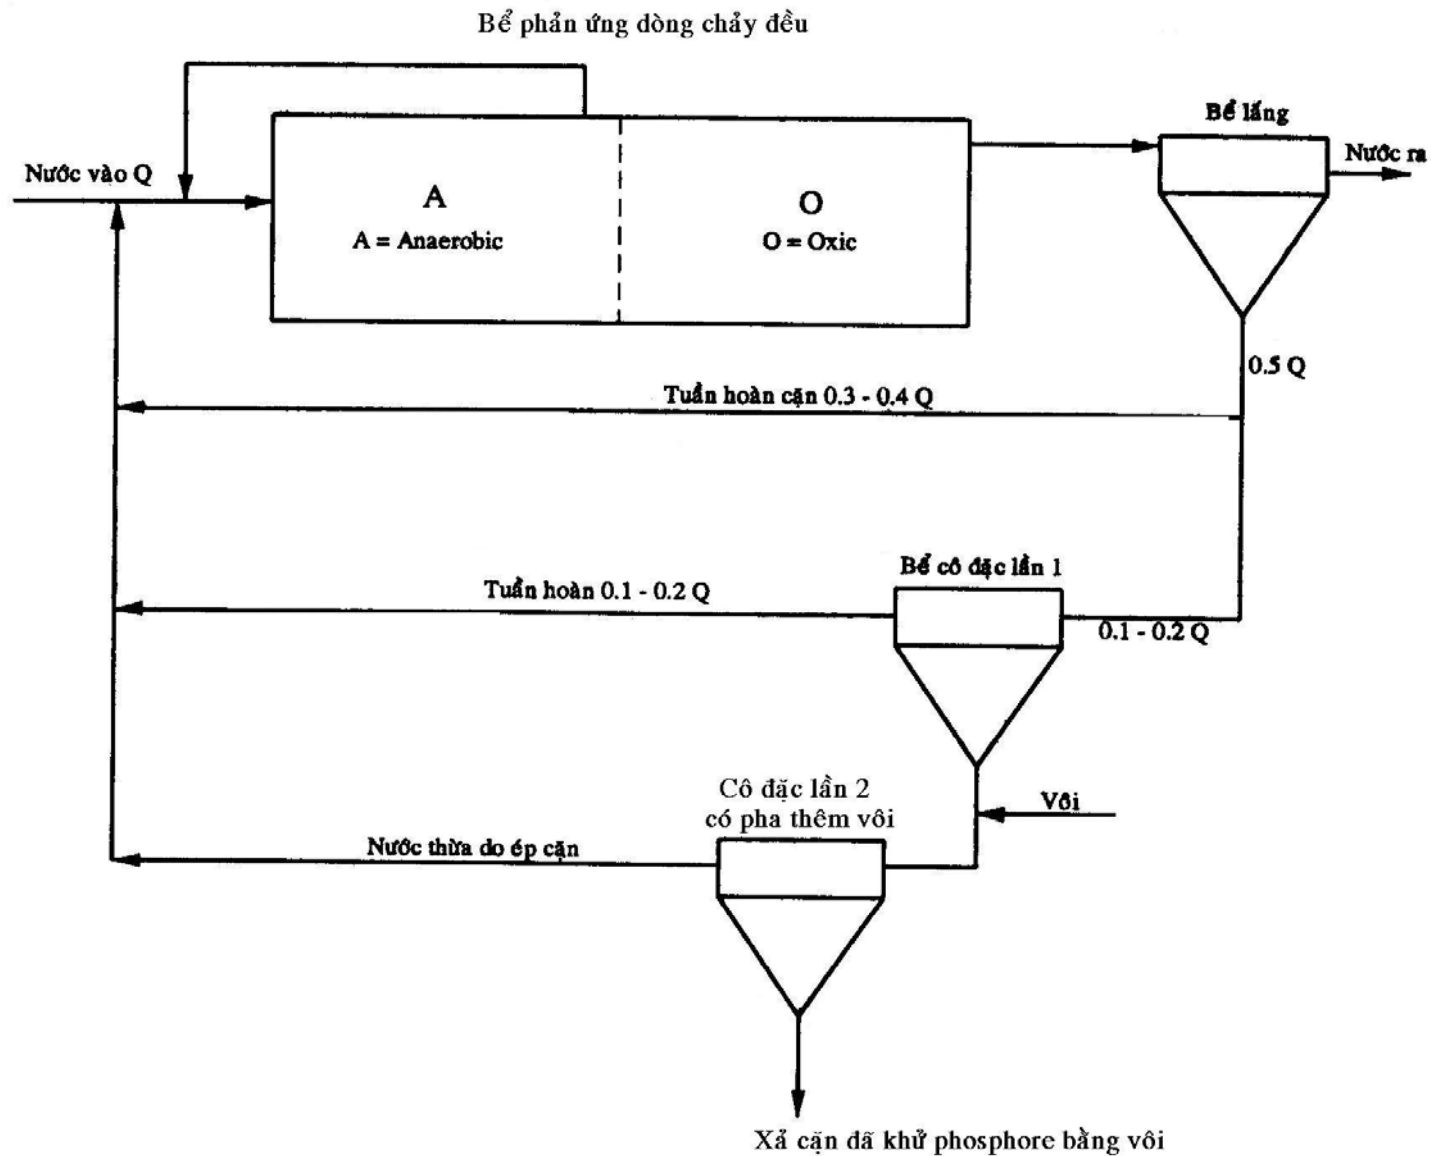 Bể phản ứng dòng chảy đều
Bể lắng
Nước vào Q
Nước ra
A
O
A = Anaerobic
O = Oxic
0.5 Q
Tuần hoàn cặn 0.3 - 0.4 Q
Bể cô đặc lần 1
Tuần hoàn 0.1 - 0.2 Q
0.1 - 0.2 Q
Cô đặc lần 2
có pha thêm vôi
Vôi
Nước thừa do ép cặn
Xả cặn đã khử phosphore bằng vôi